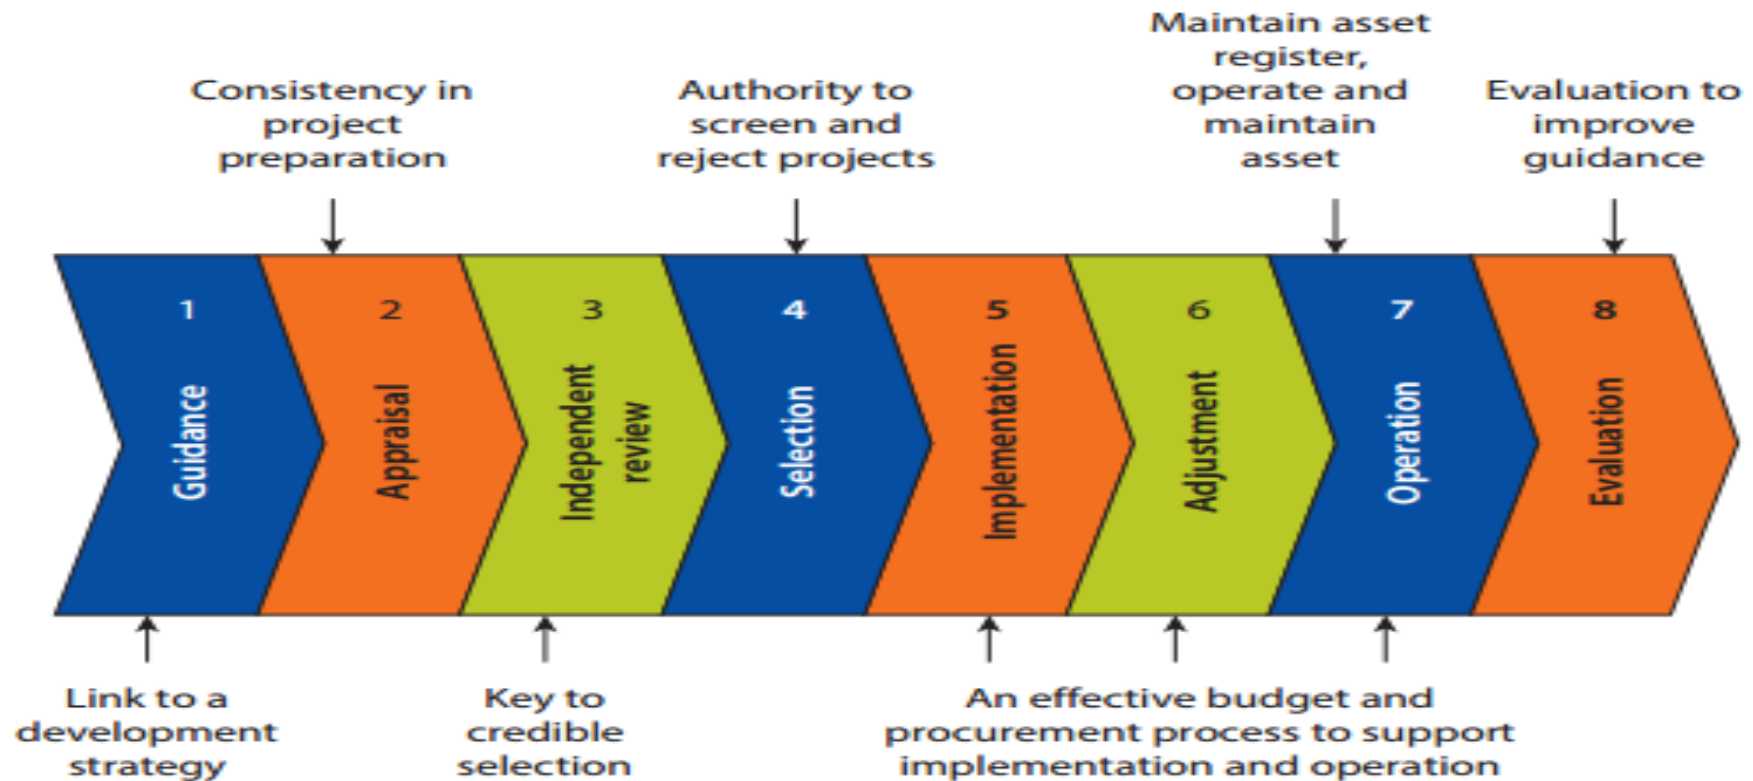 Maintain asset
register,
operate and
maintain
asset
Consistency in
project
preparation
Authority to
screen and
reject projects
Evaluation to
improve
guidance
1
Guidance
2
Appraisal
3
Independent
review
4
Selection
5
Implementation
6
Adjustment
7
Operation
8
Evaluation
Link to a
development
strategy
Key to
credible
selection
An effective budget and
procurement process to support
implementation and operation